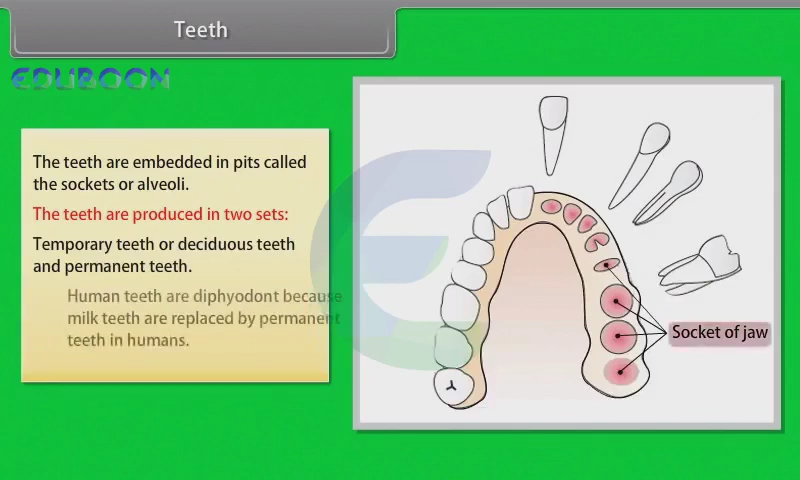 Teeth
EDUBOON
The teeth are embedded in pits called
the sockets or alveoli.
The teeth are produced in two sets:
Temporary teeth or deciduous teeth
and permanent teeth.
Human teeth are diphyodont because
milk teeth are replaced by permanent
teeth in humans.
Socket of jaw